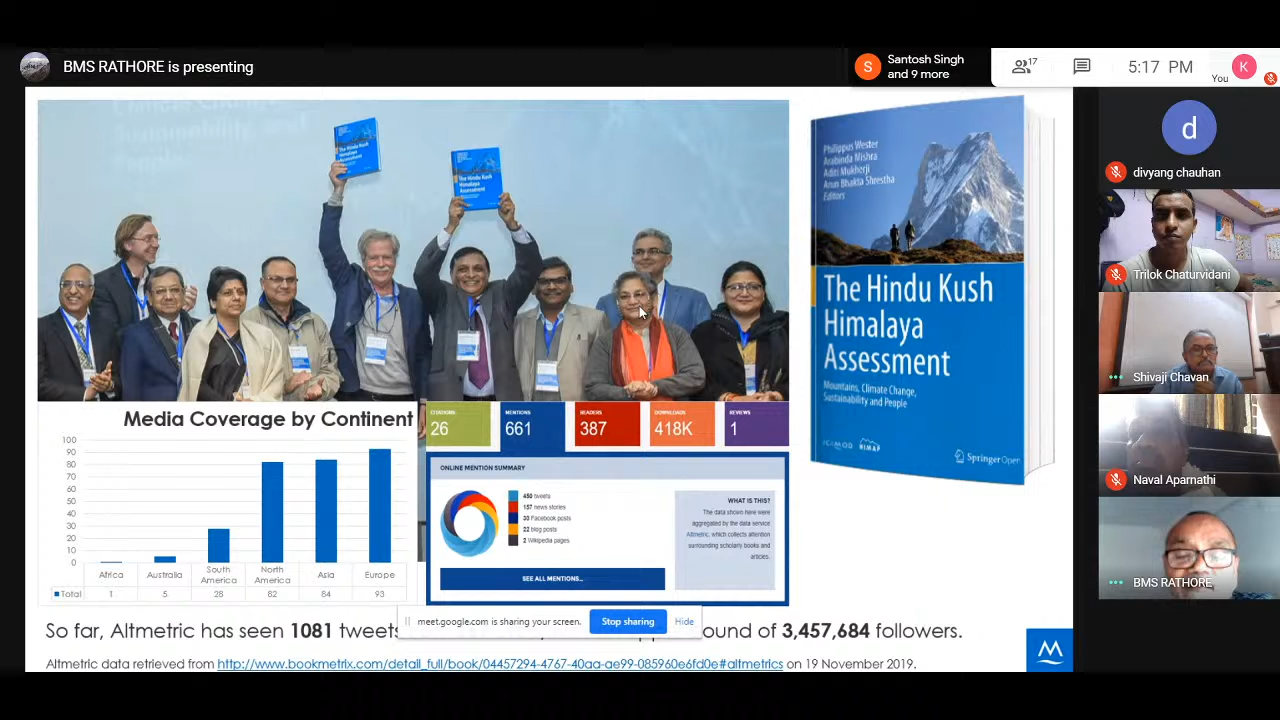 BMS RATHORE is presenting
S
Santosh Singh
and 9 more
17
5:17 PM
You
K
d
divyang chauhan
Trilok Chaturvidani
Shivaji Chavan
Naval Aparnathi
BMS RATHORE
The Hindu Kush
Himalaya
Assessment
The Hindu Kush
Himalaya
Assessment
Philippus Wester
Arabinda Mishra
Aditi Mukherji
Arun Bhakta Shrestha
Editors
The Hindu Kush
Himalaya
Assessment
Mountains, Climate Change,
Sustainability and People
ICIMOD
HIMAP
Springer Open
Media Coverage by Continent
100
90
80
70
60
50
40
30
20
10
0
Africa Australia South America North America Asia Europe
Total 1 5 28 82 84 93
CITATIONS MENTIONS READERS DOWNLOADS REVIEWS
26 661 387 418K 1
ONLINE MENTION SUMMARY
450 tweets
157 news stories
30 Facebook posts
22 blog posts
2 Wikipedia pages
WHAT IS THIS?
The data shown here were
aggregated by the data service
Altmetric, which collects attention
surrounding scholarly books and
articles.
SEE ALL MENTIONS...
meet.google.com is sharing your screen.
Stop sharing
Hide
So far, Altmetric has seen 1081 tweets ound of 3,457,684 followers.
Altmetric data retrieved from http://www.bookmetrix.com/detail_full/book/04457294-4767-40aa-ae99-085960e6fd0e#altmetrics on 19 November 2019.